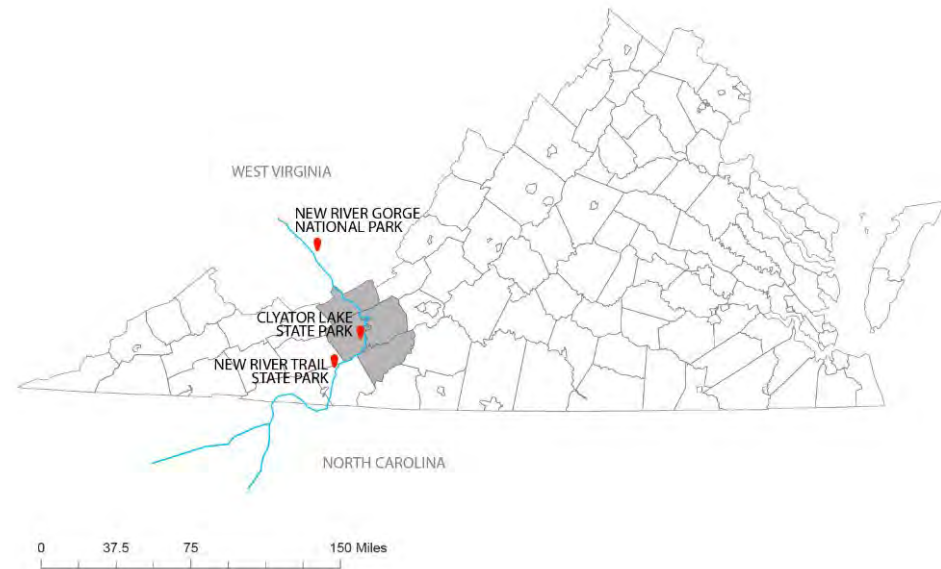 WEST VIRGINIA
NEW RIVER GORGE
NATIONAL PARK
CLYATOR LAKE
STATE PARK
NEW RIVER TRAIL
STATE PARK
NORTH CAROLINA
0 37.5 75 150 Miles